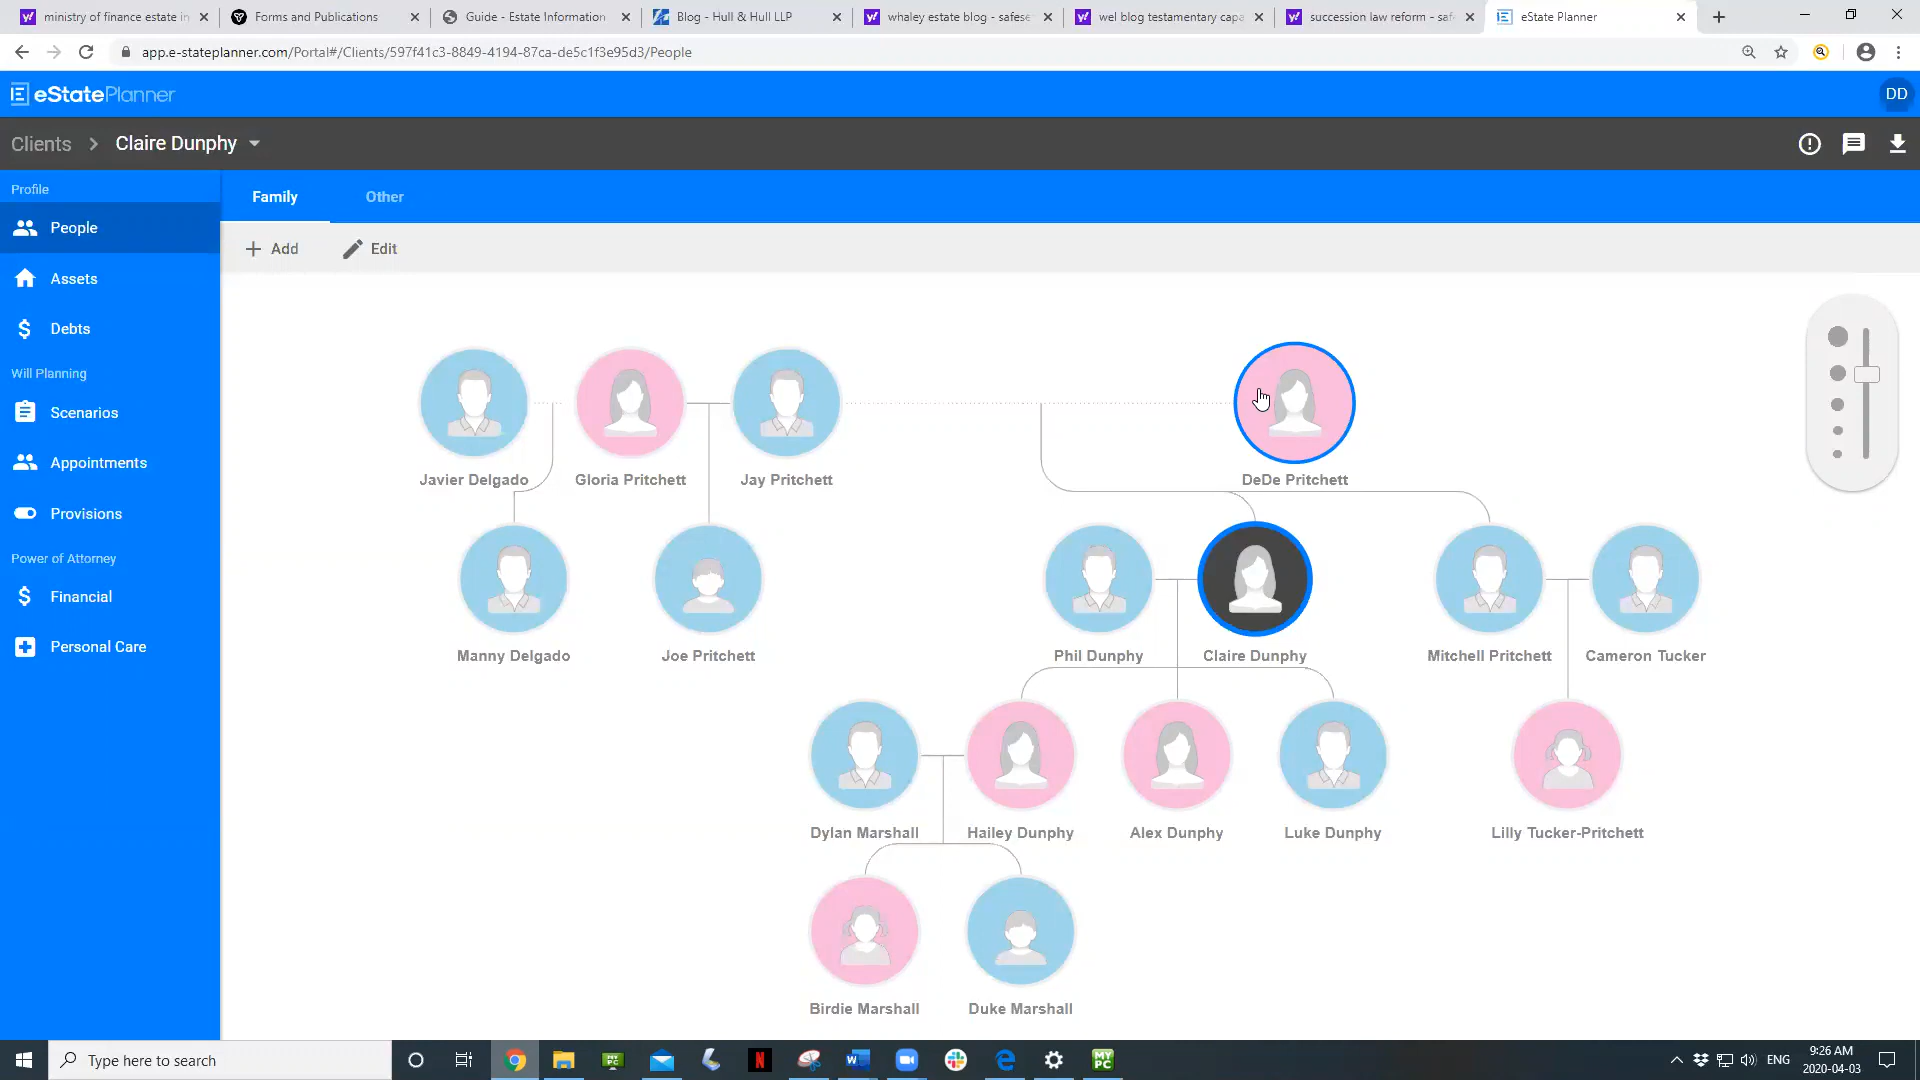 ministry of finance estate in
Forms and Publications
Guide - Estate Information
Blog - Hull & Hull LLP
whaley estate blog - safese
wel blog testamentary capa
succession law reform - saf
eState Planner
app.e-stateplanner.com/Portal#/Clients/597f41c3-8849-4194-87ca-de5c1f3e95d3/People
eStatePlanner
DD
Clients
Claire Dunphy
Profile
People
Assets
Debts
Will Planning
Scenarios
Appointments
Provisions
Power of Attorney
Financial
Personal Care
Family
Other
Add
Edit
Javier Delgado
Gloria Pritchett
Jay Pritchett
DeDe Pritchett
Manny Delgado
Joe Pritchett
Phil Dunphy
Claire Dunphy
Mitchell Pritchett
Cameron Tucker
Dylan Marshall
Hailey Dunphy
Alex Dunphy
Luke Dunphy
Lilly Tucker-Pritchett
Birdie Marshall
Duke Marshall
Type here to search
ENG
9:26 AM
2020-04-03